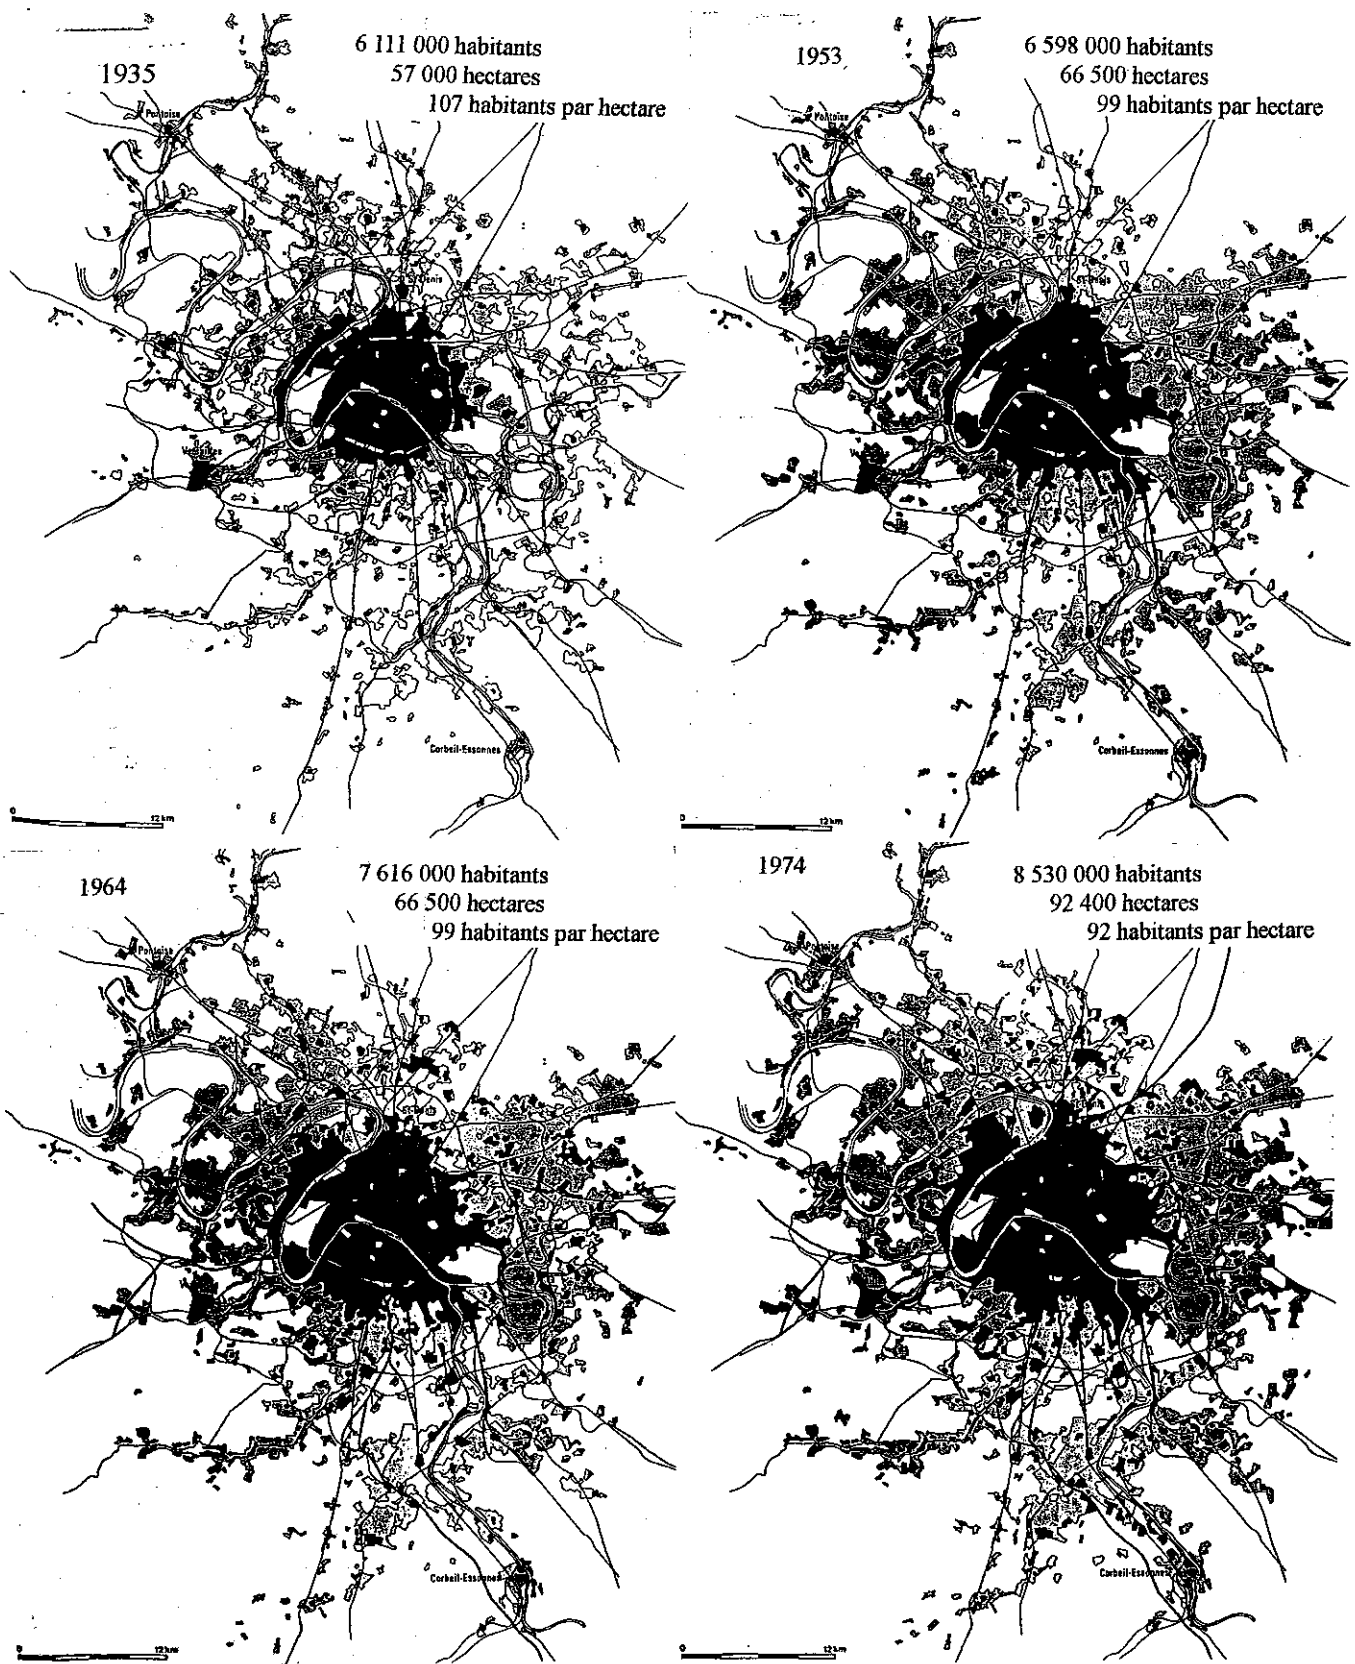 1935
6 111 000 habitants
57 000 hectares
107 habitants par hectare
Pontoise
St Denis
Versailles
Corbeil-Essonnes
0
12 km
1953
6 598 000 habitants
66 500 hectares
99 habitants par hectare
Pontoise
Corbeil-Essonnes
0
12 km
1964
7 616 000 habitants
66 500 hectares
99 habitants par hectare
Pontoise
Corbeil-Essonnes
0
12 km
1974
8 530 000 habitants
92 400 hectares
92 habitants par hectare
Pontoise
Corbeil-Essonnes
0
12 km